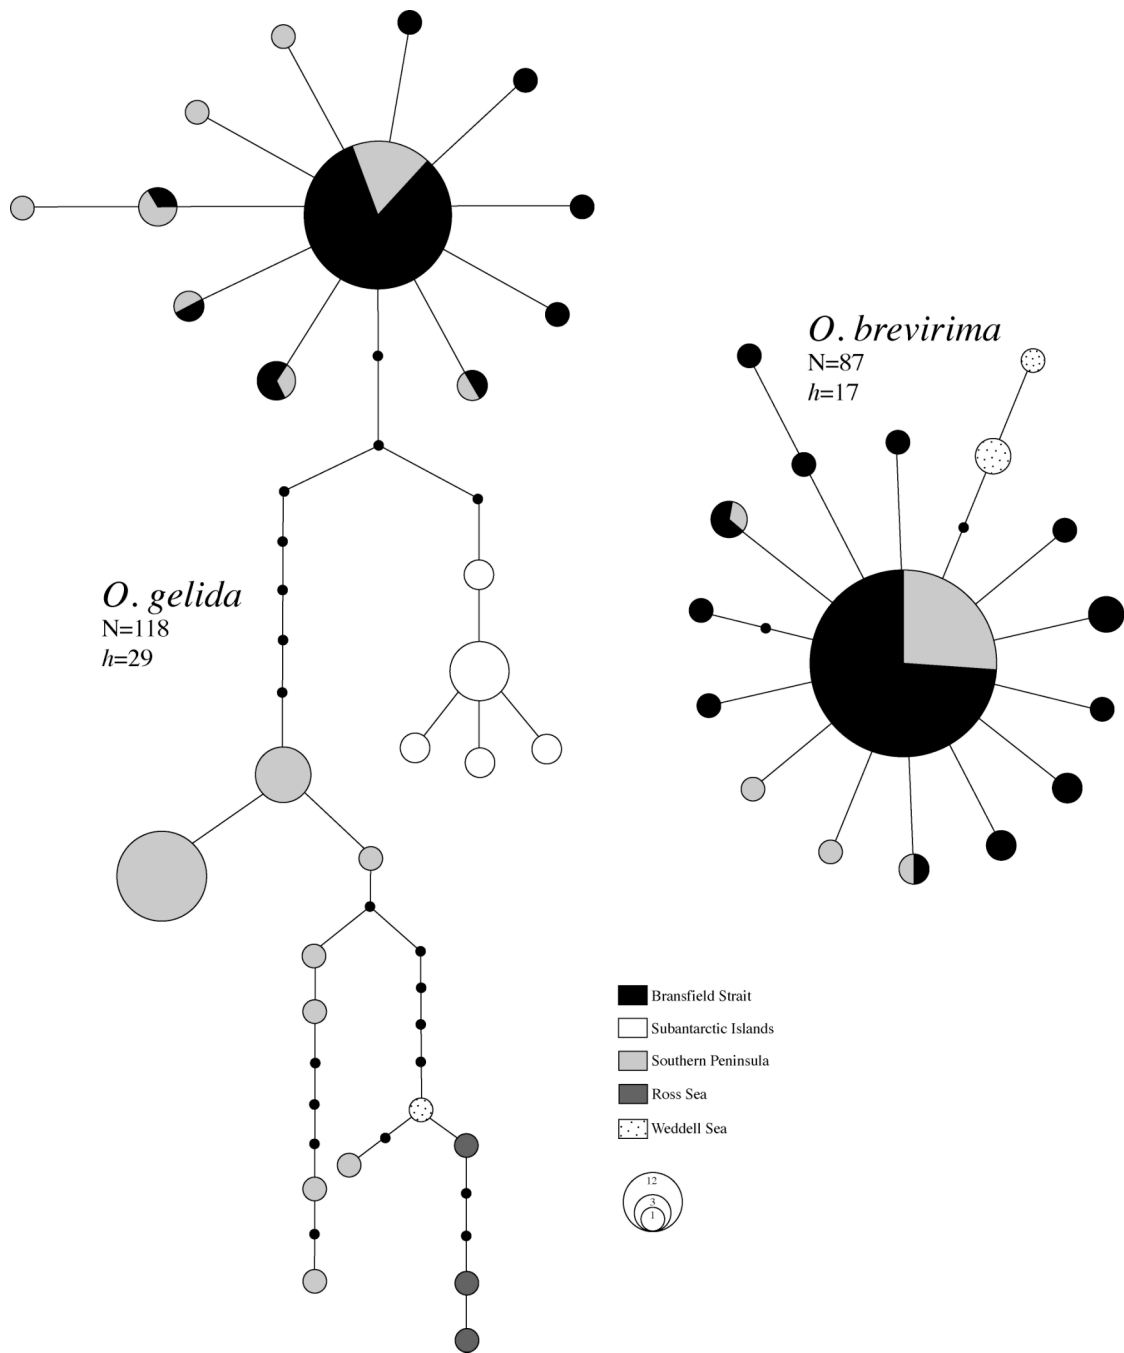 O. brevirima
N=87
h=17
O. gelida
N=118
h=29
Bransfield Strait
Subantarctic Islands
Southern Peninsula
Ross Sea
Weddell Sea
12
3
1